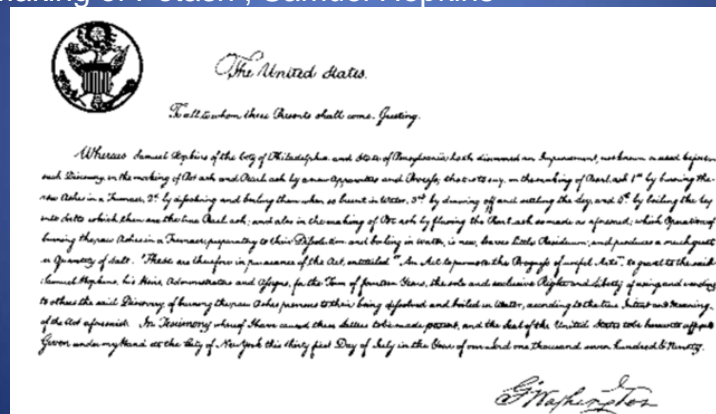 Making of Potash , Samuel Hopkins
The United States.
To all to whom these Presents shall come, Greeting.
Whereas Samuel Hopkins of the City of Philadelphia and State of Pensylvania hath discovered an Improvement, not known or used before
such Discovery, in the making of Pot ash and Pearl ash by a new Apparatus and Process; that is to say, in the making of Pearl ash 1st by burning the
raw Ashes in a Furnace, 2d by dissolving and boiling them when so burnt in Water, 3rd by drawing off and settling the ley, and 4th by boiling the ley
into Salts which then are the true Pearl ash; and also in the making of Pot ash by fluxing the Pearl ash so made as aforesaid; which Operation of
burning the raw Ashes in a Furnace, preparatory to their Dissolution and boiling in water, is new, leaves little Residuum; and produces a much great-
er Quantity of Salt. These are therefore in pursuance of the Act, entituled "An Act to promote the Progress of useful Arts", to grant to the said
Samuel Hopkins, his Heirs, Administrators and Assigns, for the Term of fourteen Years, the sole and exclusive Right and Liberty of using and vending
to others the said Discovery of burning the raw Ashes previous to their being dissolved and boiled in Water, according to the true Intent and Meaning
of the Act aforesaid. In Testimony whereof I have caused these Letters to be made patent, and the Seal of the United States to be hereunto affixed
Given under my Hand at the City of New York this thirty first Day of July in the Year of our Lord one thousand seven hundred & Ninety.
G Washington